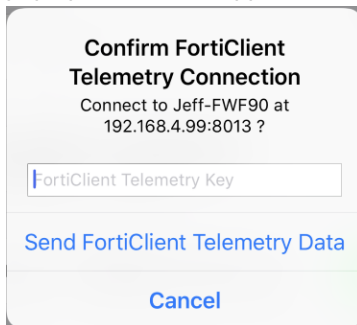 Confirm FortiClient
Telemetry Connection
Connect to Jeff-FWF90 at
192.168.4.99:8013 ?
FortiClient Telemetry Key
Send FortiClient Telemetry Data
Cancel